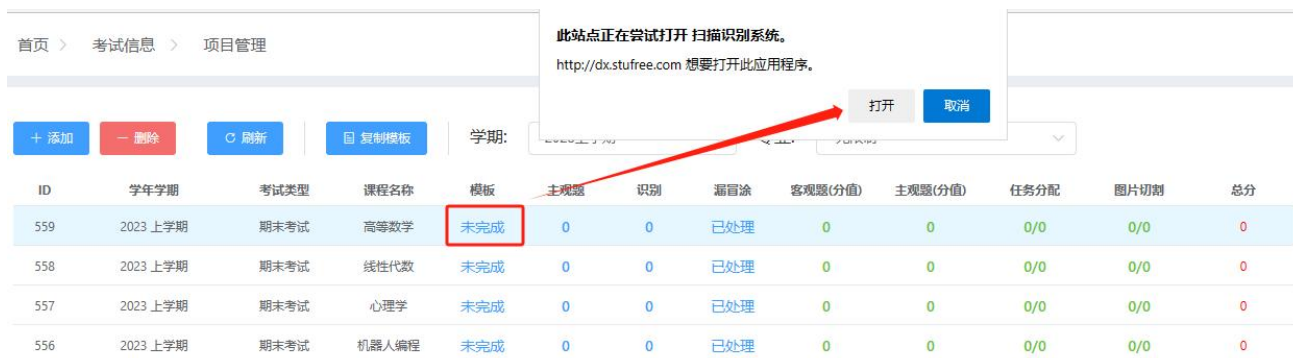 首页 > 考试信息 > 项目管理
此站点正在尝试打开 扫描识别系统。
http://dx.stufree.com 想要打开此应用程序。
打开 取消
+ 添加 − 删除 刷新 复制模板 学期:
ID 学年学期 考试类型 课程名称 模板 主观题 识别 漏冒涂 客观题(分值) 主观题(分值) 任务分配 图片切割 总分
559 2023 上学期 期末考试 高等数学 未完成 0 0 已处理 0 0 0/0 0/0 0
558 2023 上学期 期末考试 线性代数 未完成 0 0 已处理 0 0 0/0 0/0 0
557 2023 上学期 期末考试 心理学 未完成 0 0 已处理 0 0 0/0 0/0 0
556 2023 上学期 期末考试 机器人编程 未完成 0 0 已处理 0 0 0/0 0/0 0